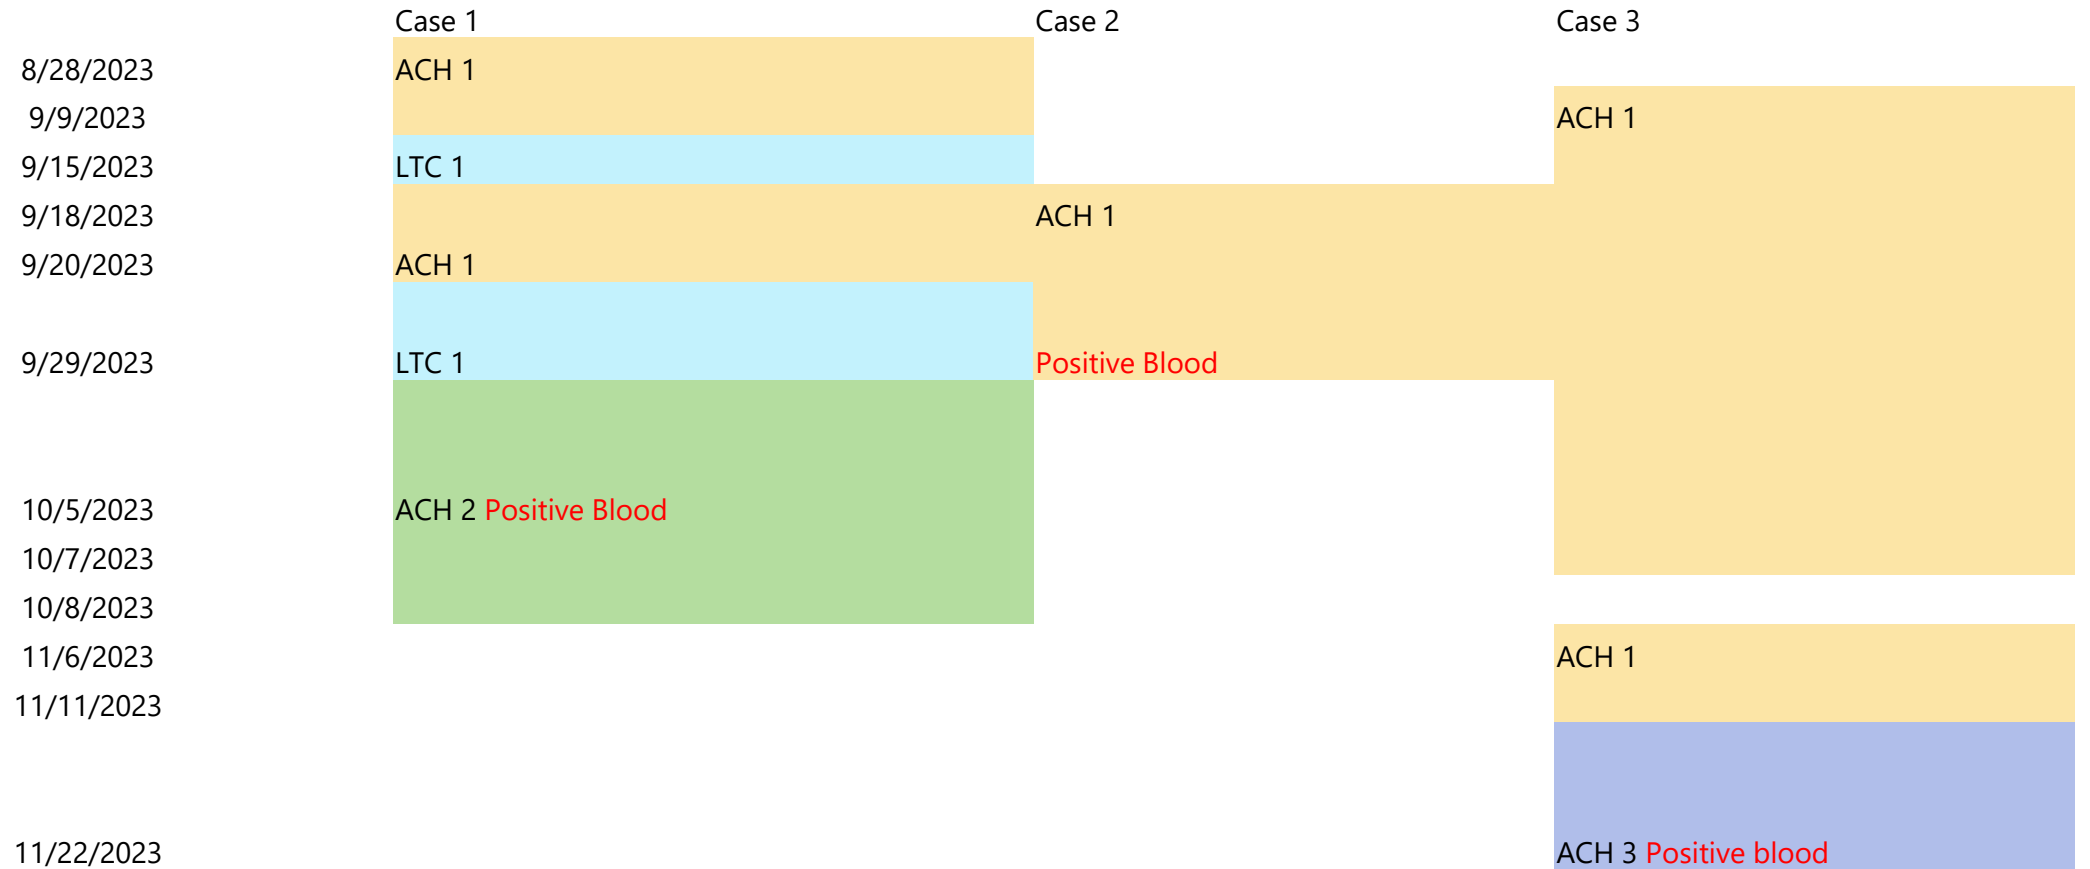 Case 1 Case 2 Case 3
8/28/2023 ACH 1
9/9/2023 ACH 1
9/15/2023 LTC 1
9/18/2023 ACH 1
9/20/2023 ACH 1
9/29/2023 LTC 1 Positive Blood
10/5/2023 ACH 2 Positive Blood
10/7/2023
10/8/2023
11/6/2023 ACH 1
11/11/2023
11/22/2023 ACH 3 Positive blood